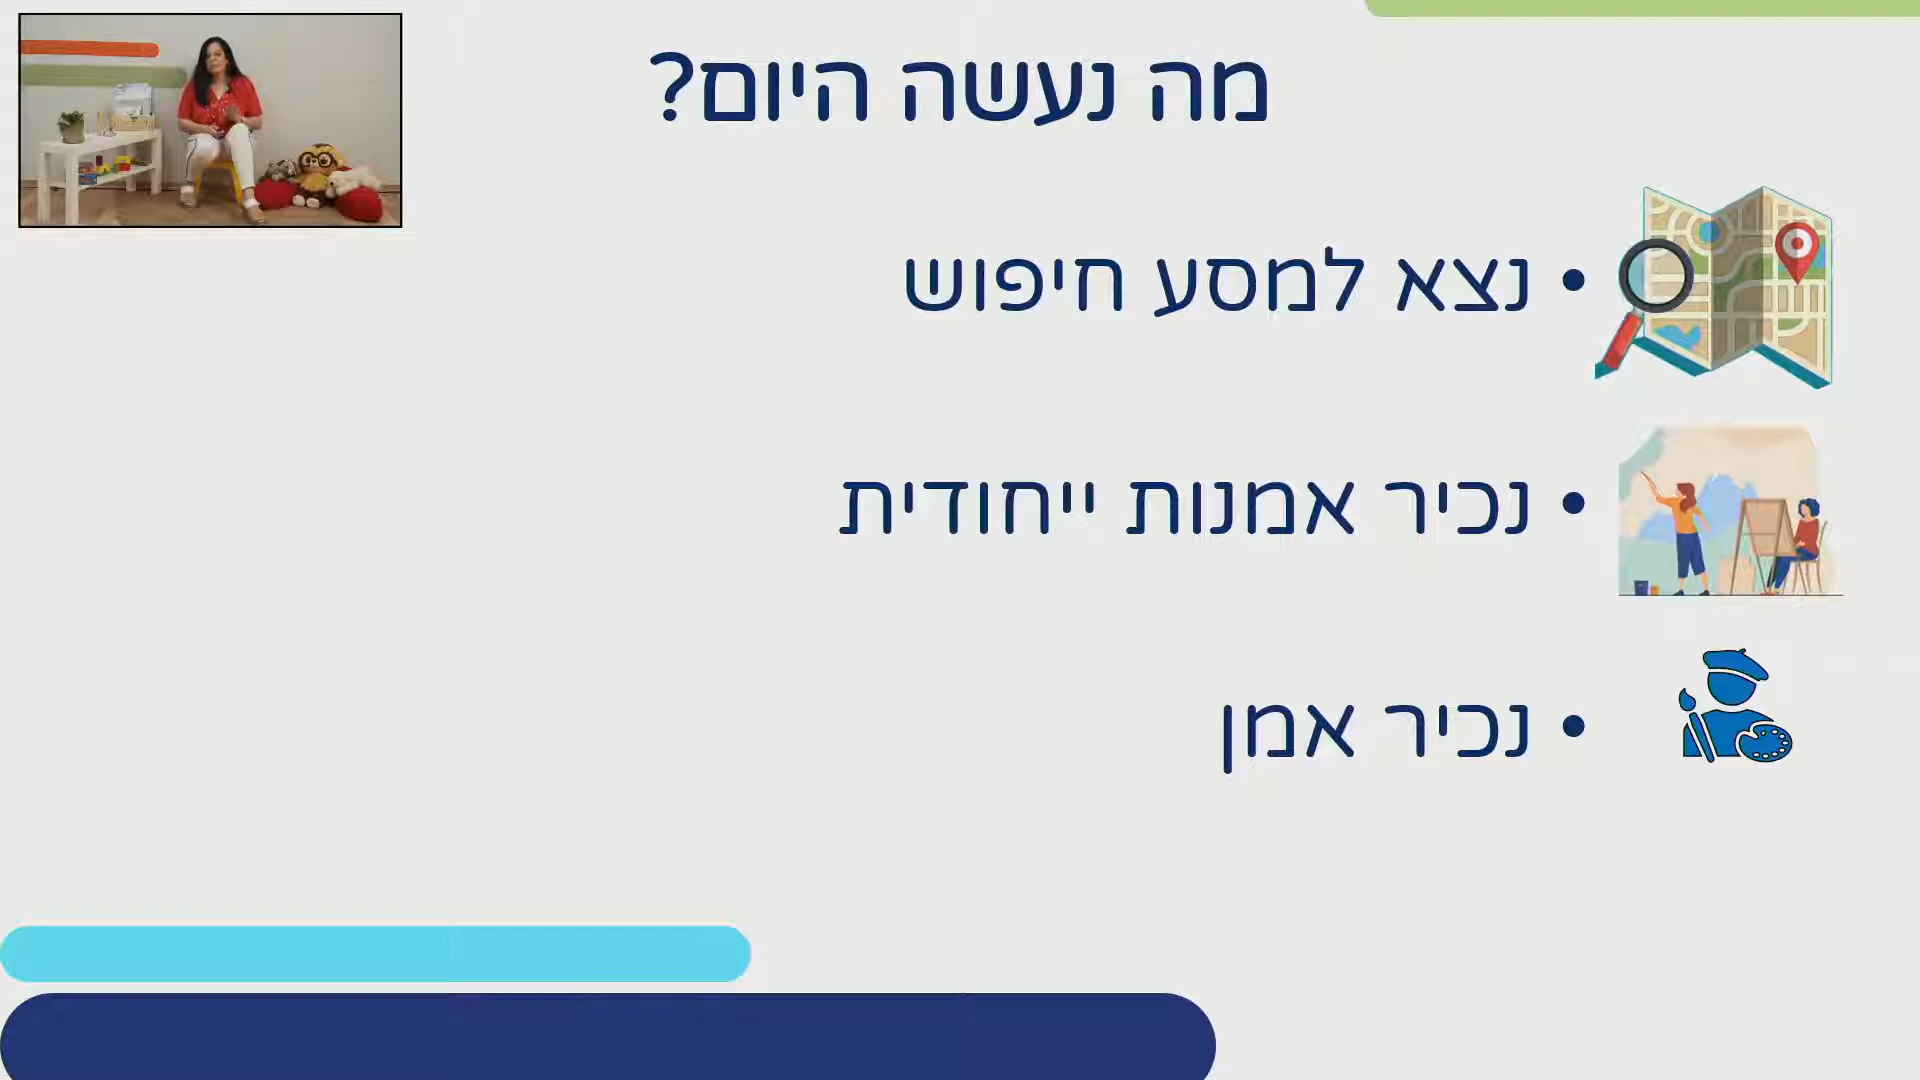 מה נעשה היום?
• נצא למסע חיפוש
• נכיר אמנות ייחודית
• נכיר אמן